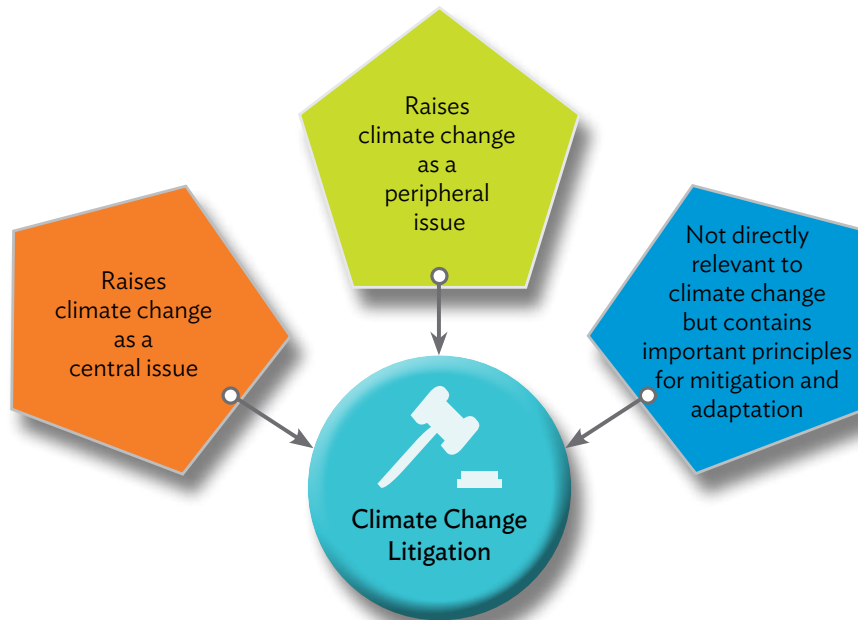 Raises
climate change
as a
central issue
Raises
climate change
as a
peripheral
issue
Not directly
relevant to
climate change
but contains
important principles
for mitigation and
adaptation
Climate Change
Litigation